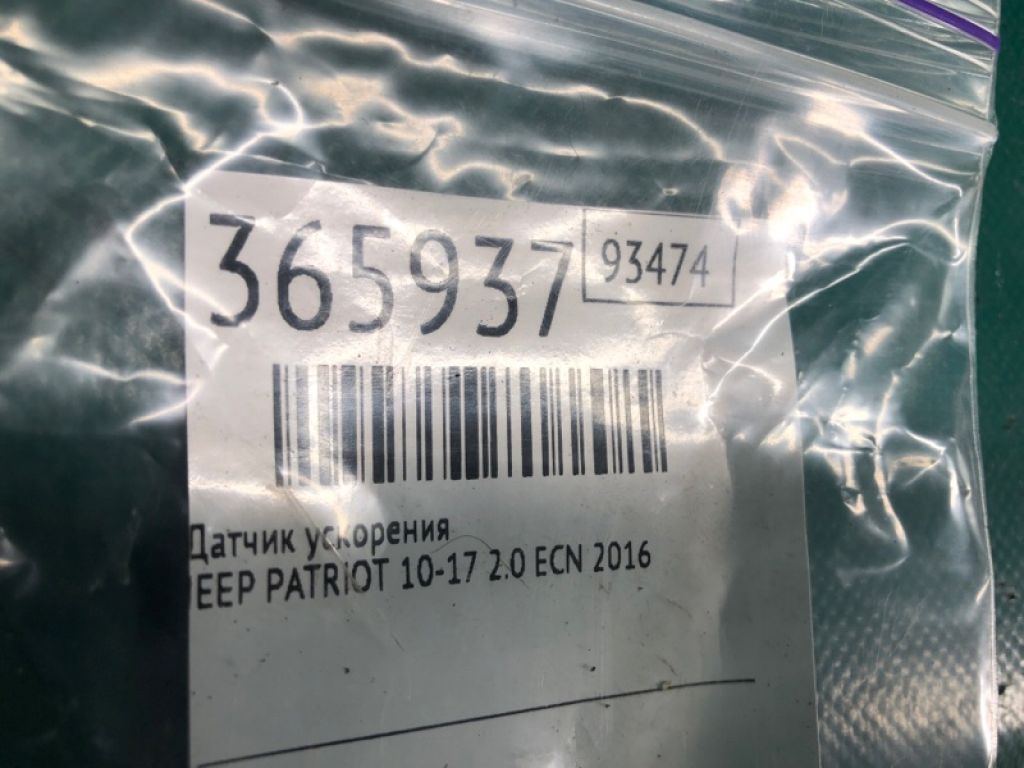 365937 93474
Датчик ускорения
EEP PATRIOT 10-17 2.0 ECN 2016